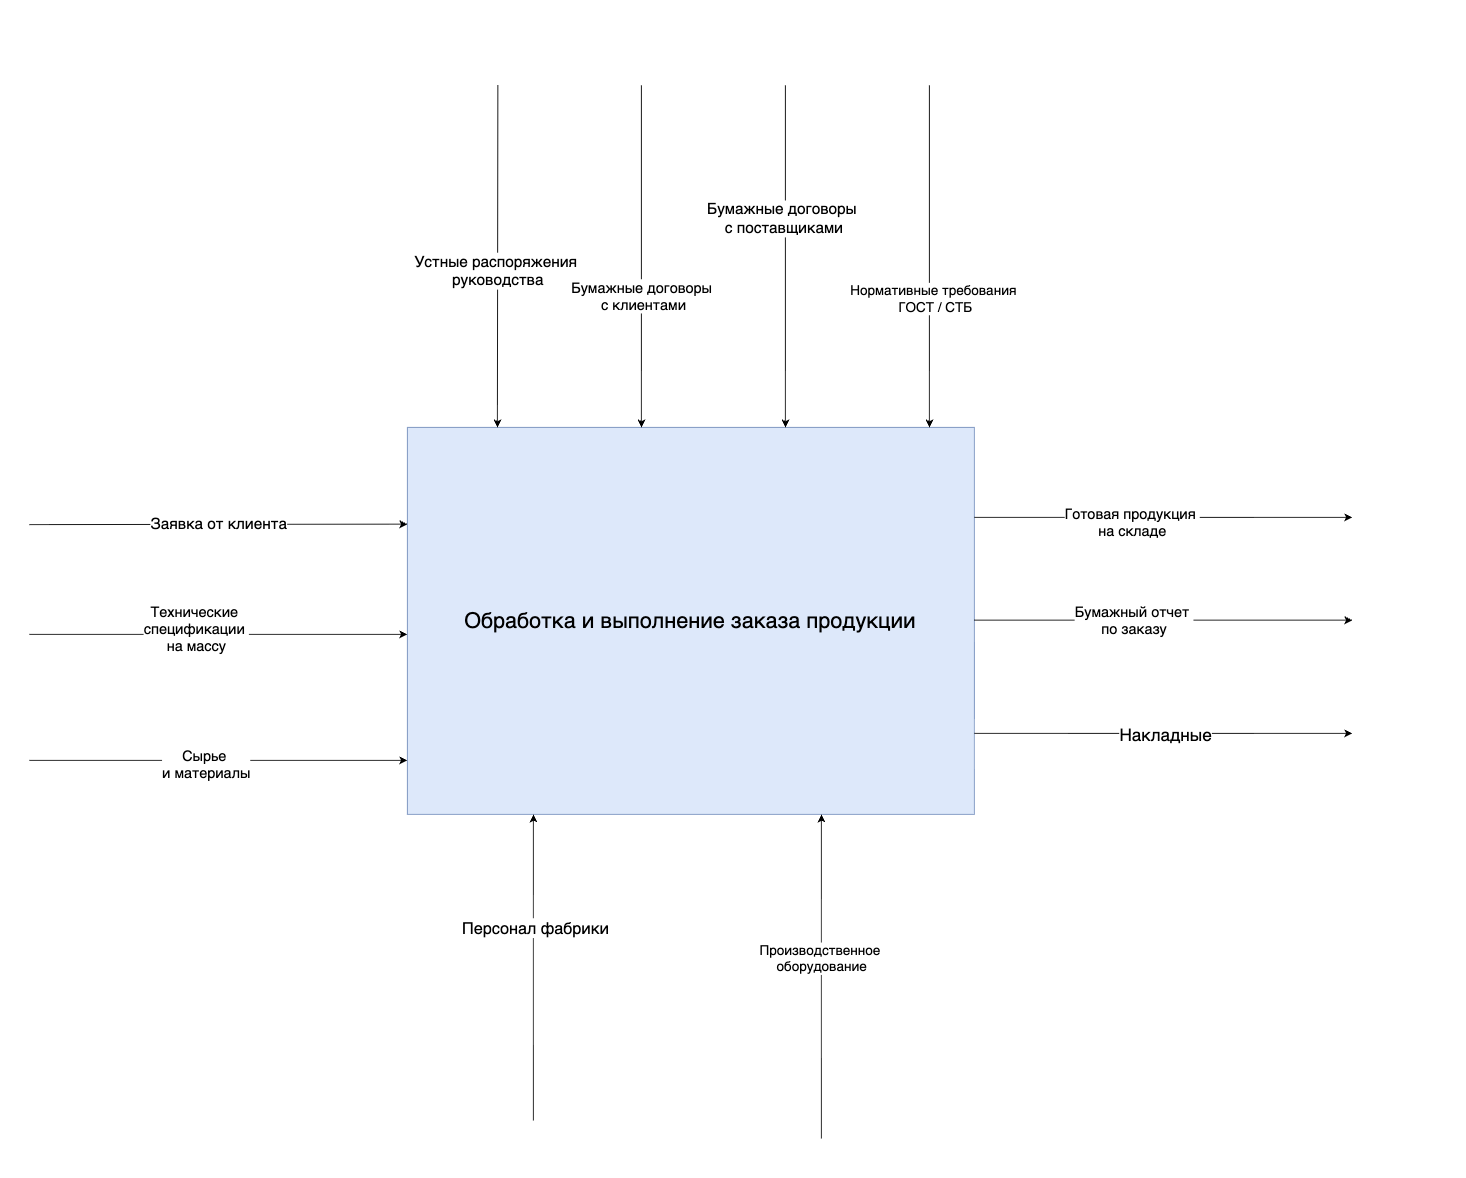 Бумажные договоры
с поставщиками
Устные распоряжения
руководства
Бумажные договоры
с клиентами
Нормативные требования
ГОСТ / СТБ
Заявка от клиента
Технические
спецификации
на массу
Сырье
и материалы
Обработка и выполнение заказа продукции
Готовая продукция
на складе
Бумажный отчет
по заказу
Накладные
Персонал фабрики
Производственное
оборудование